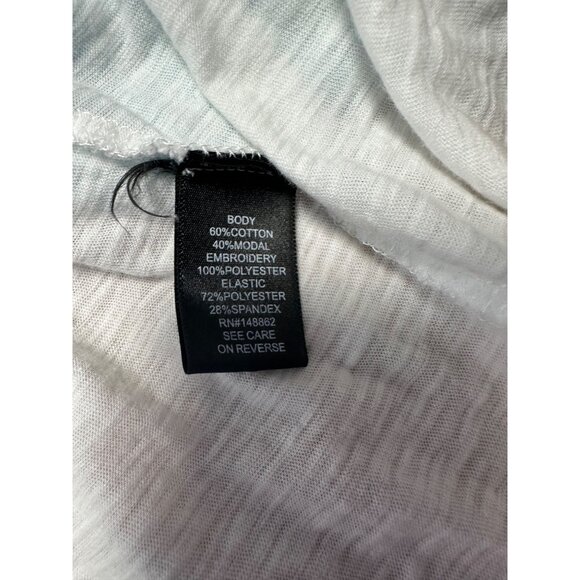 BODY
60%COTTON
40%MODAL
EMBROIDERY
100%POLYESTER
ELASTIC
72%POLYESTER
28%SPANDEX
RN#148862
SEE CARE
ON REVERSE